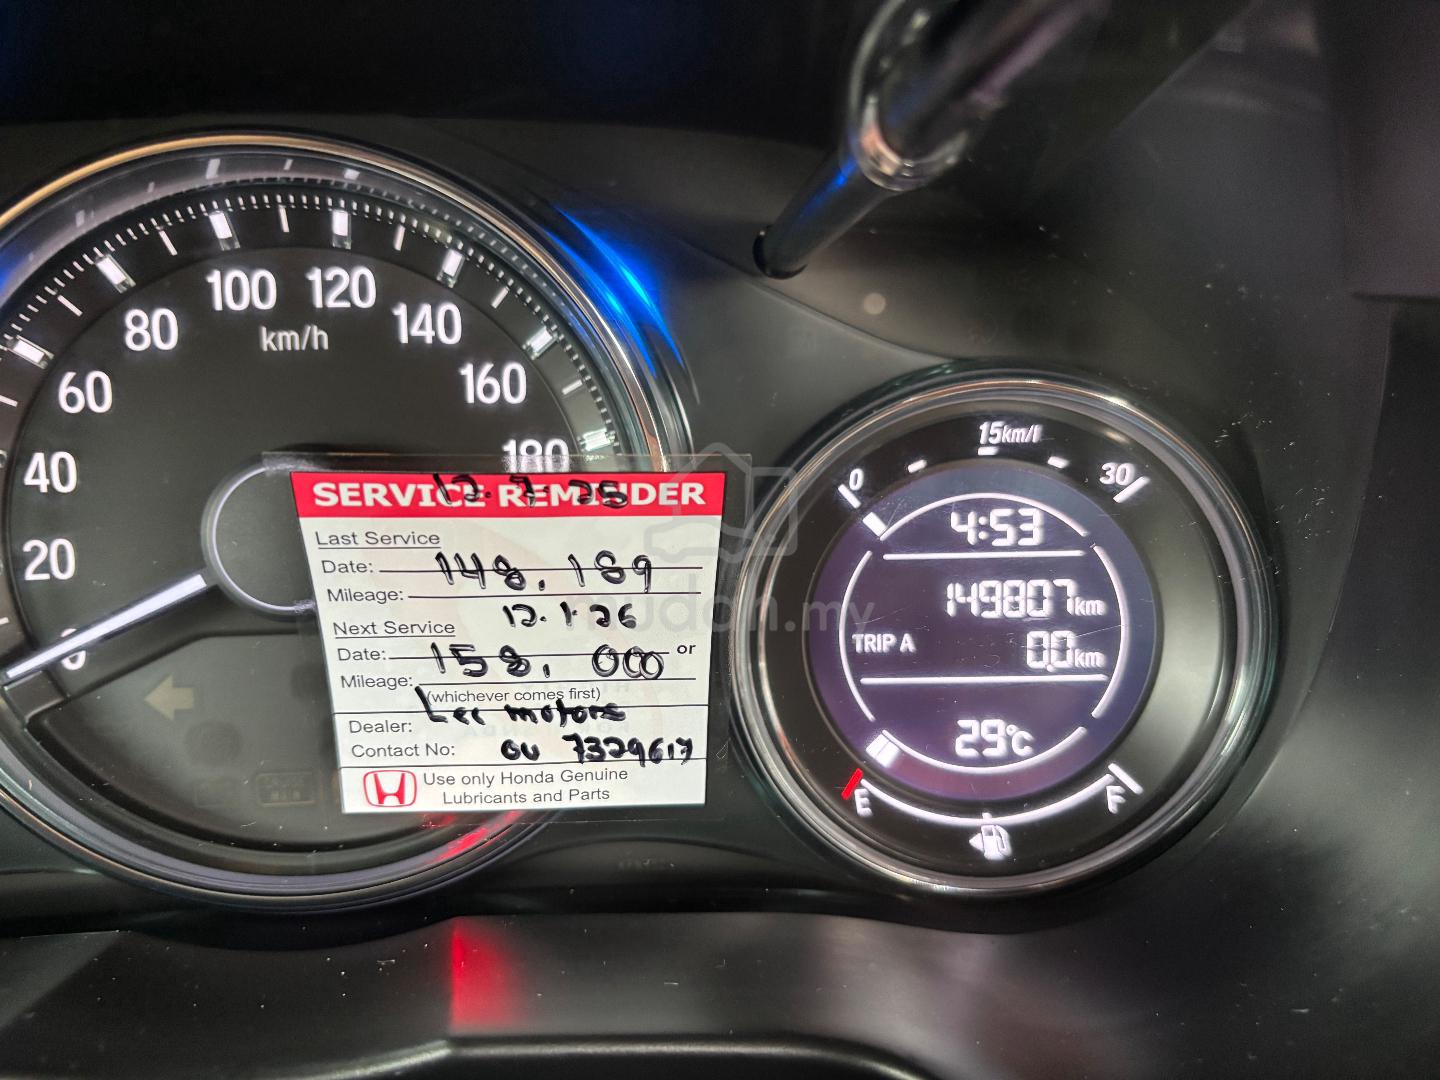 0
20
40
60
80
100
120
140
160
180
km/h
SERVICE REMINDER
12.7.25
Last Service
Date:
148,189
Mileage:
12.1.26
Next Service
Date:
158,000
or
Mileage:
(whichever comes first)
Lee motors
Dealer:
Contact No:
Use only Honda Genuine
Lubricants and Parts
mudah.my
0
15km/l
30
4:53
149807km
TRIP A
0.0km
29°C
E
F